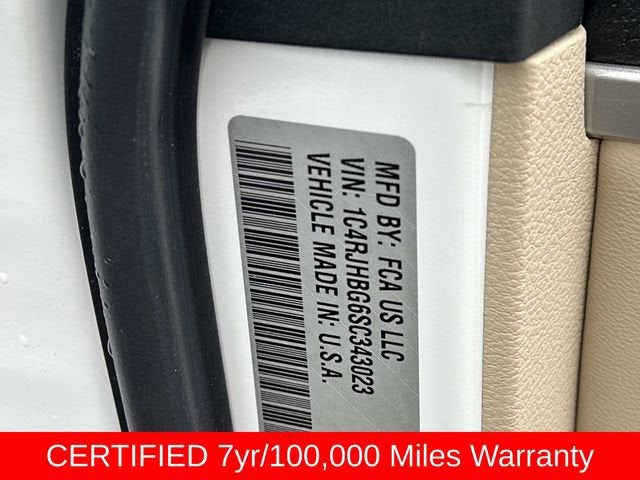 MFD BY: FCA US LLC
VIN: 1C4RJHBG6SC343023
VEHICLE MADE IN: U.S.A.
CERTIFIED 7yr/100,000 Miles Warranty